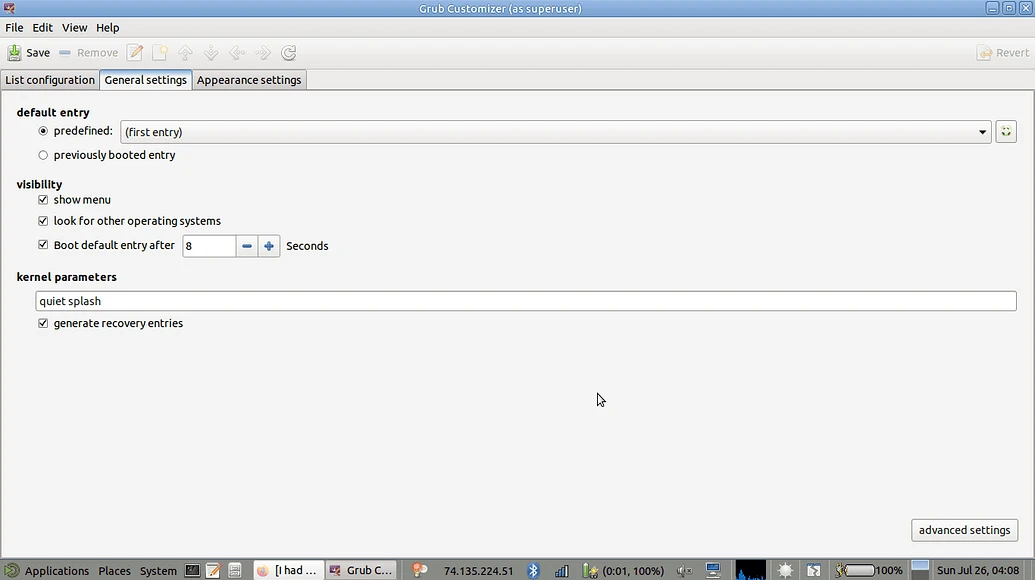 Grub Customizer (as superuser)
File Edit View Help
Save Remove Revert
List configuration General settings Appearance settings
default entry
predefined: (first entry)
previously booted entry
visibility
show menu
look for other operating systems
Boot default entry after 8 Seconds
kernel parameters
quiet splash
generate recovery entries
advanced settings
Applications Places System [I had ... Grub C... 74.135.224.51 (0:01, 100%) 100% Sun Jul 26, 04:08